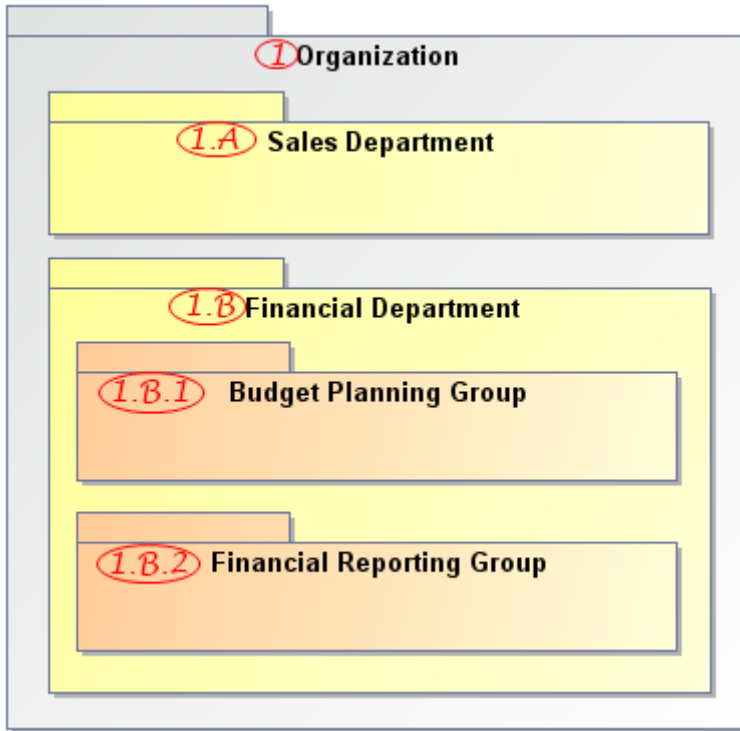 1 Organization
1.A Sales Department
1.B Financial Department
1.B.1 Budget Planning Group
1.B.2 Financial Reporting Group